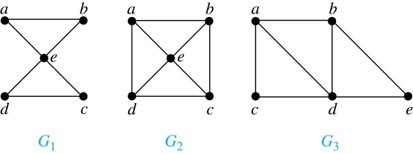 a b a b a b
e e
d c d c c d e
G₁ G₂ G₃